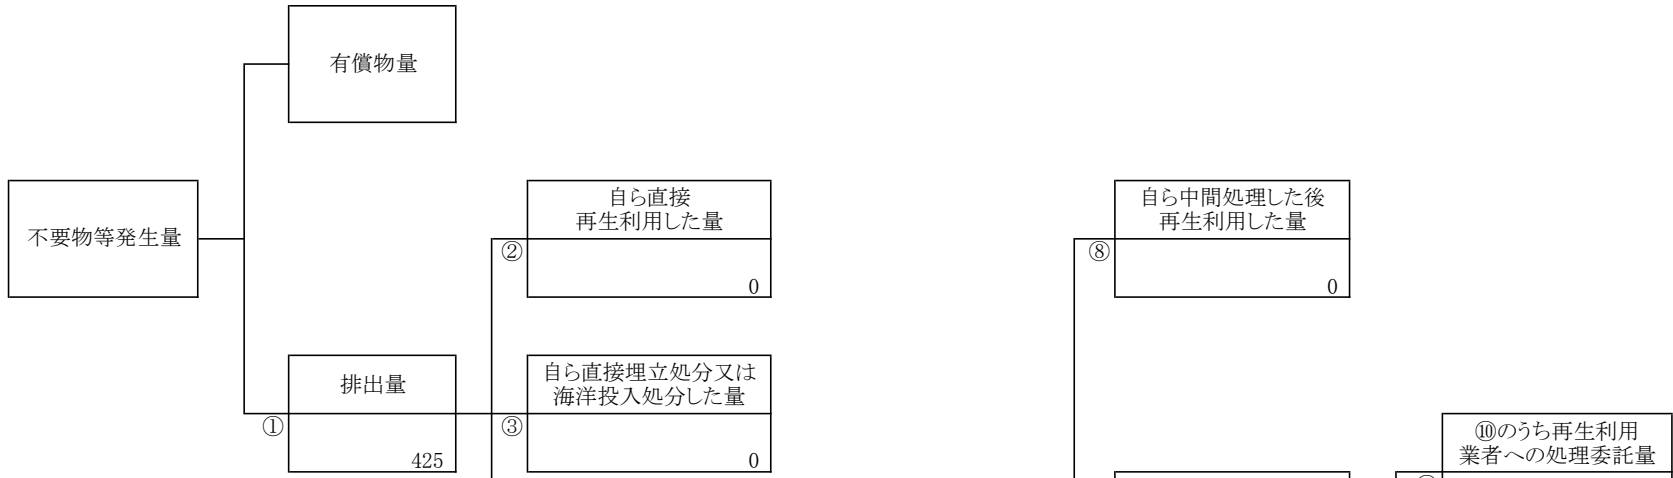 有償物量
不要物等発生量
自ら直接
再生利用した量
②
0
自ら中間処理した後
再生利用した量
⑧
0
排出量
①
425
自ら直接埋立処分又は
海洋投入処分した量
③
0
⑩のうち再生利用
業者への処理委託量